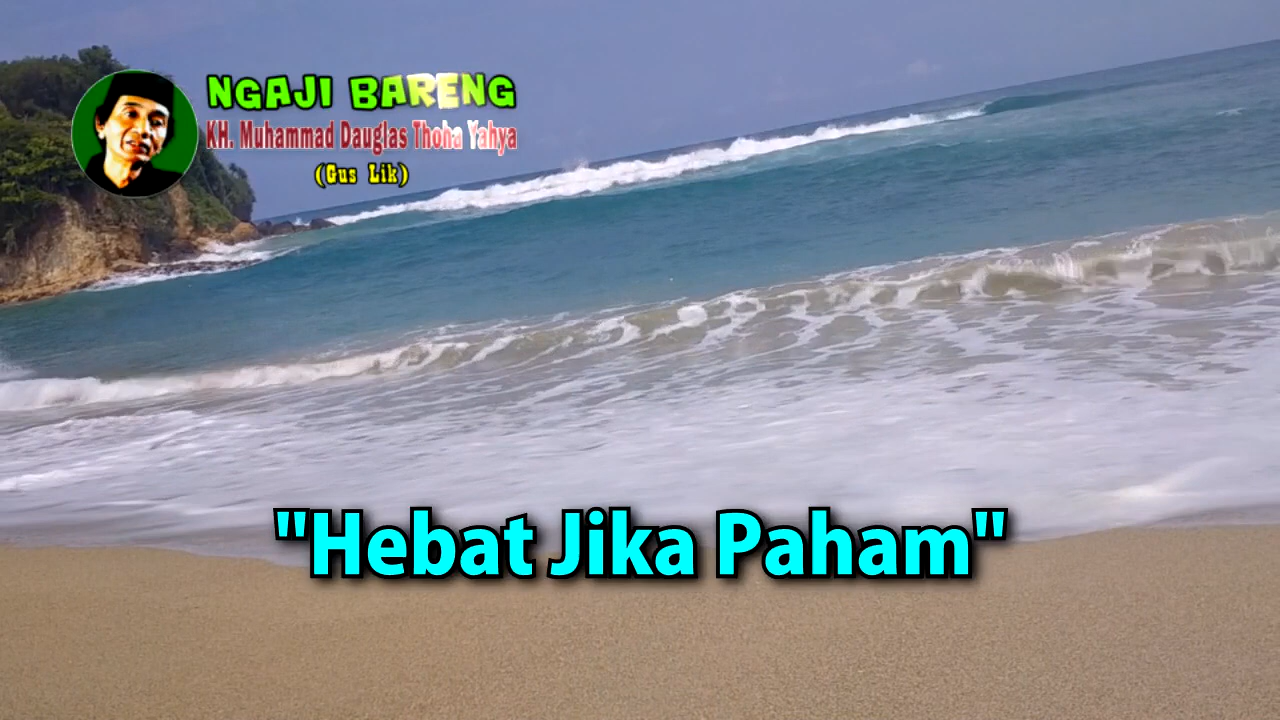 NGAJI BARENG
KH. Muhammad Dauglas Thoha Yahya
(Gus Lik)
"Hebat Jika Paham"